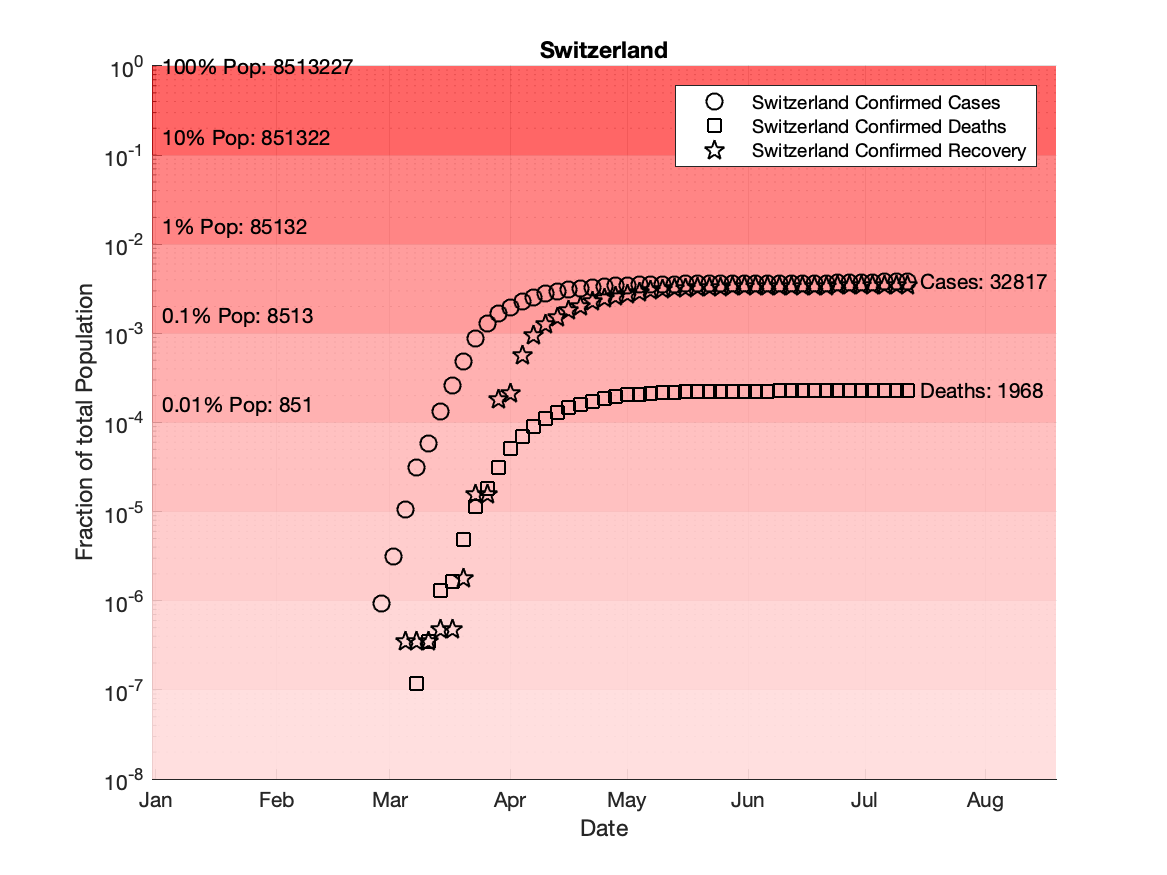 Switzerland
10^0
100% Pop: 8513227
Switzerland Confirmed Cases
Switzerland Confirmed Deaths
Switzerland Confirmed Recovery
10% Pop: 851322
10^-1
1% Pop: 85132
10^-2
Cases: 32817
0.1% Pop: 8513
10^-3
Deaths: 1968
0.01% Pop: 851
10^-4
10^-5
10^-6
10^-7
10^-8
Fraction of total Population
Jan Feb Mar Apr May Jun Jul Aug
Date